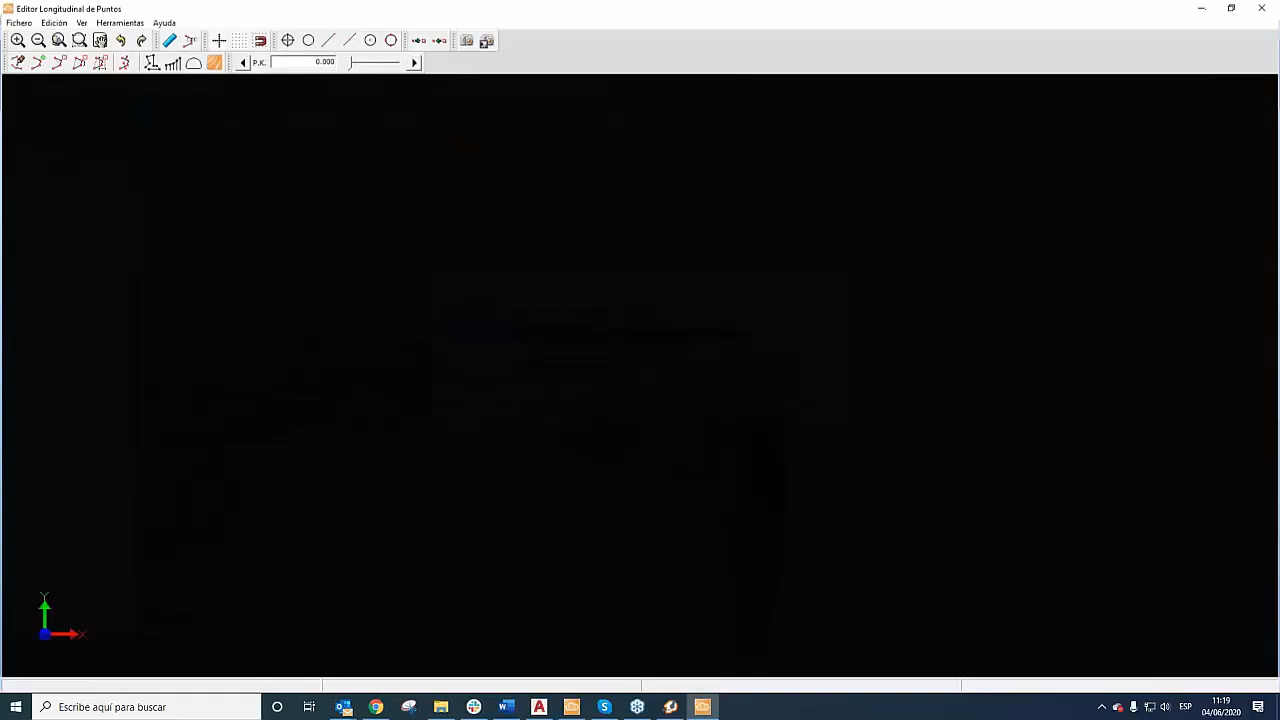 Editor Longitudinal de Puntos
Fichero Edición Ver Herramientas Ayuda
P.K. 0.000
Y
X
Escribe aquí para buscar
ESP
11:19
04/06/2020